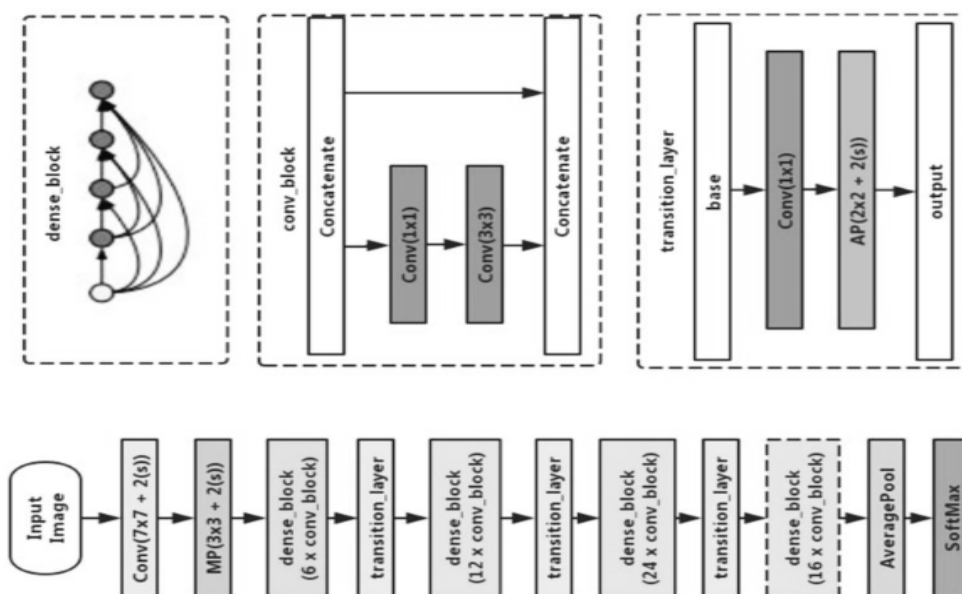 dense_block
conv_block
Concatenate
Conv(1x1)
Conv(3x3)
Concatenate
transition_layer
base
Conv(1x1)
AP(2x2 + 2(s))
output
Input
Image
Conv(7x7 + 2(s))
MP(3x3 + 2(s))
dense_block
(6 x conv_block)
transition_layer
dense_block
(12 x conv_block)
transition_layer
dense_block
(24 x conv_block)
transition_layer
dense_block
(16 x conv_block)
AveragePool
SoftMax